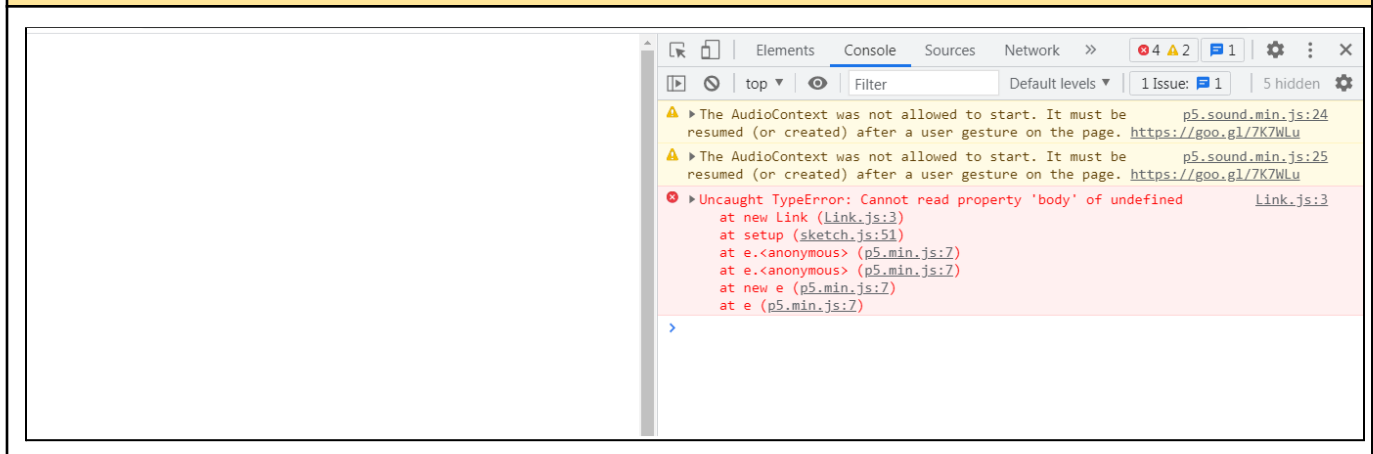 Elements Console Sources Network » 4 2 1
top ▼ Filter Default levels ▼ 1 Issue: 1 5 hidden
The AudioContext was not allowed to start. It must be p5.sound.min.js:24
resumed (or created) after a user gesture on the page. https://goo.gl/7K7WLu
The AudioContext was not allowed to start. It must be p5.sound.min.js:25
resumed (or created) after a user gesture on the page. https://goo.gl/7K7WLu
Uncaught TypeError: Cannot read property 'body' of undefined Link.js:3
at new Link (Link.js:3)
at setup (sketch.js:51)
at e.<anonymous> (p5.min.js:7)
at e.<anonymous> (p5.min.js:7)
at new e (p5.min.js:7)
at e (p5.min.js:7)